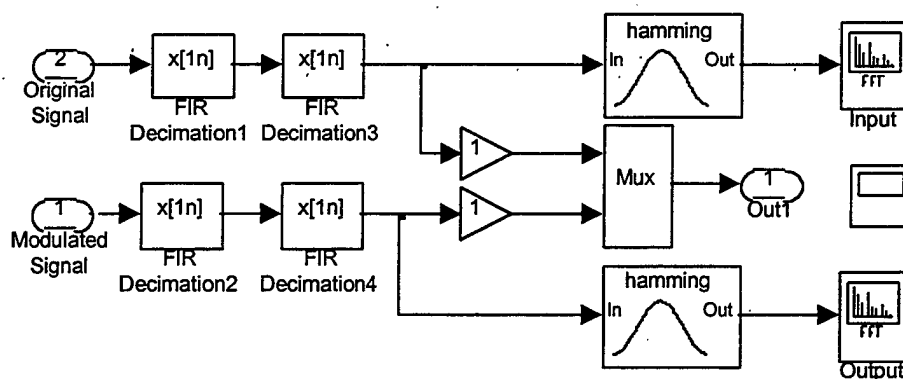 hamming
2
x[1n]
x[1n]
In
Out
FFT
Original
Signal
FIR
Decimation1
FIR
Decimation3
Input
1
Mux
1
Out1
1
x[1n]
x[1n]
1
Modulated
Signal
FIR
Decimation2
FIR
Decimation4
hamming
In
Out
FFT
Output